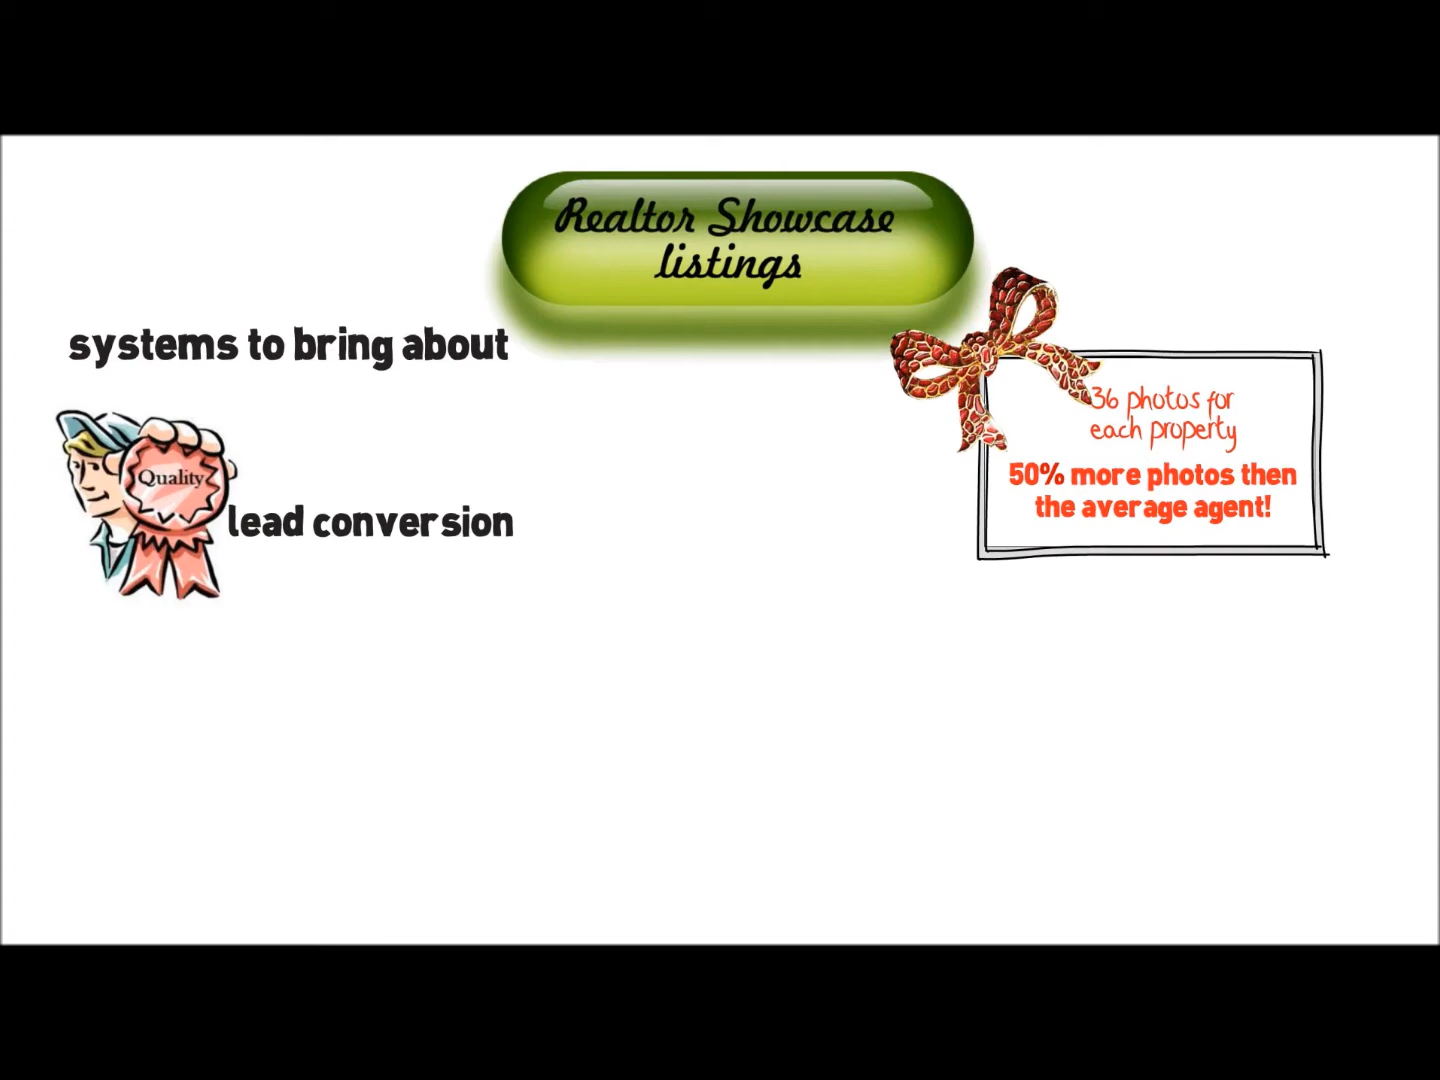 Realtor Showcase
listings
systems to bring about
Quality
lead conversion
36 photos for
each property
50% more photos then
the average agent!